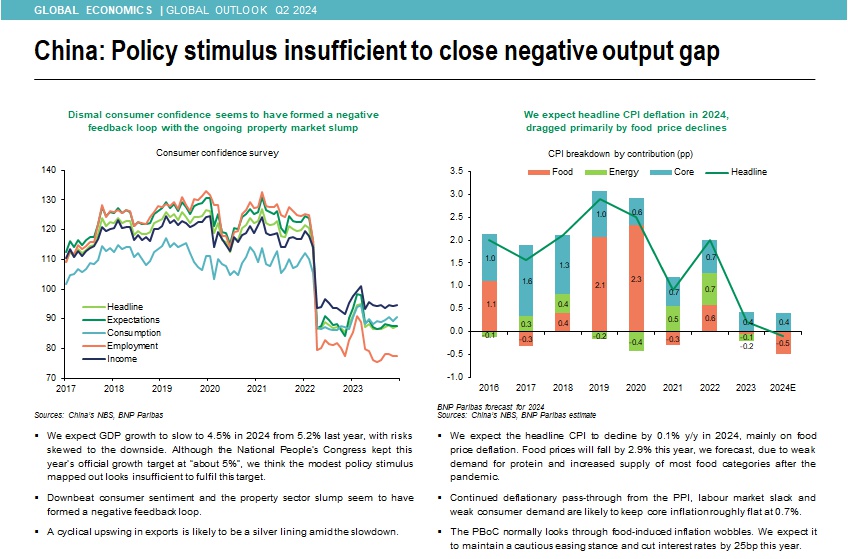 GLOBAL ECONOMICS | GLOBAL OUTLOOK Q2 2024
China: Policy stimulus insufficient to close negative output gap
Dismal consumer confidence seems to have formed a negative
feedback loop with the ongoing property market slump
Consumer confidence survey
140
130
120
110
100
90
80
70
Headline
Expectations
Consumption
Employment
Income
2017 2018 2019 2020 2021 2022 2023
Sources: China's NBS, BNP Paribas
We expect headline CPI deflation in 2024,
dragged primarily by food price declines
CPI breakdown by contribution (pp)
Food Energy Core Headline
3.5
3.0
2.5
2.0
1.5
1.0
0.5
0.0
-0.5
-1.0
1.0
1.1
-0.1
1.6
0.3
-0.3
1.3
0.4
0.4
1.0
2.1
-0.2
0.6
2.3
-0.4
0.7
0.5
-0.3
0.7
0.7
0.6
0.4
-0.1
-0.2
0.4
-0.5
2016 2017 2018 2019 2020 2021 2022 2023 2024E
BNP Paribas forecast for 2024
Sources: China's NBS, BNP Paribas estimate
▪ We expect GDP growth to slow to 4.5% in 2024 from 5.2% last year, with risks
skewed to the downside. Although the National People's Congress kept this
year's official growth target at "about 5%", we think the modest policy stimulus
mapped out looks insufficient to fulfil this target.
▪ Downbeat consumer sentiment and the property sector slump seem to have
formed a negative feedback loop.
▪ A cyclical upswing in exports is likely to be a silver lining amid the slowdown.
▪ We expect the headline CPI to decline by 0.1% y/y in 2024, mainly on food
price deflation. Food prices will fall by 2.9% this year, we forecast, due to weak
demand for protein and increased supply of most food categories after the
pandemic.
▪ Continued deflationary pass-through from the PPI, labour market slack and
weak consumer demand are likely to keep core inflation roughly flat at 0.7%.
▪ The PBoC normally looks through food-induced inflation wobbles. We expect it
to maintain a cautious easing stance and cut interest rates by 25bp this year.